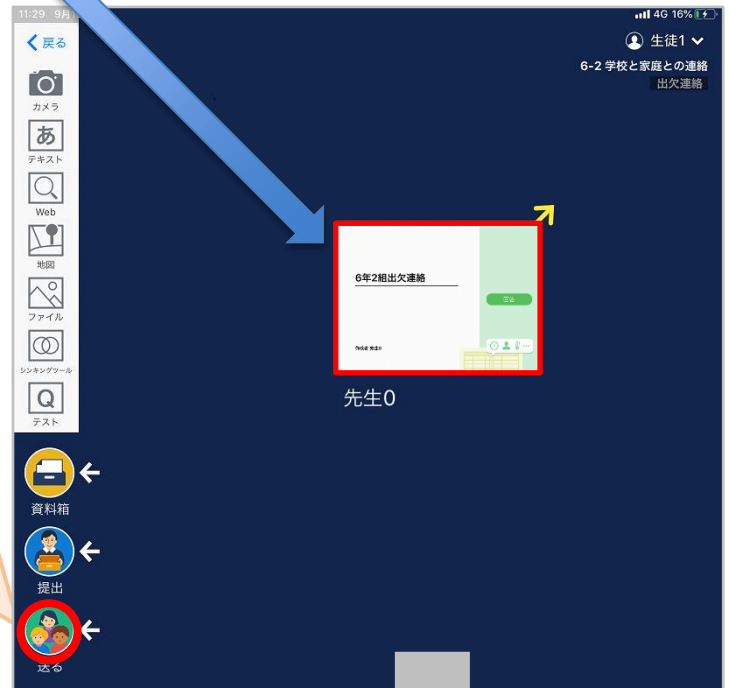 11:29 9月
4G 16%
戻る
生徒1
6-2 学校と家庭との連絡
出欠連絡
カメラ
あ
テキスト
Web
地図
ファイル
シンキングツール
Q
テスト
6年2組出欠連絡
先生0
資料箱
提出
送る